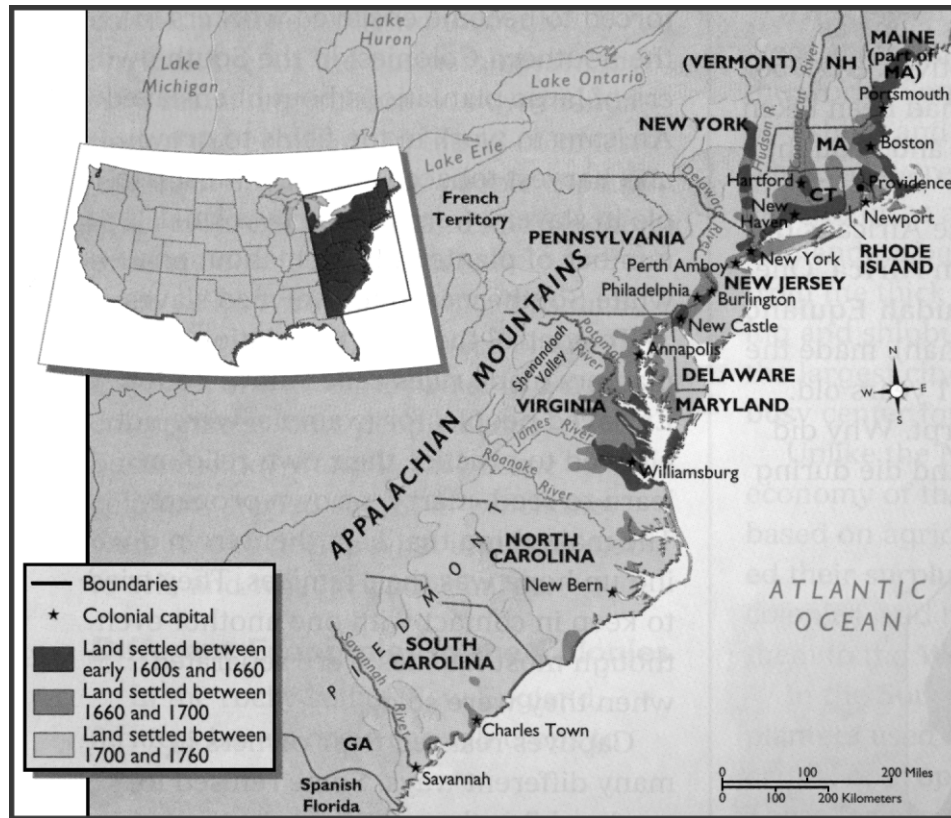 Lake
Huron
Lake
Michigan
Lake Ontario
Lake Erie
(VERMONT)
NH
MAINE
(part of
MA)
Portsmouth
NEW YORK
Hudson R.
Connecticut
River
MA
Boston
Hartford
CT
Providence
New
Haven
Newport
RHODE
ISLAND
French
Territory
Delaware
River
PENNSYLVANIA
New York
Perth Amboy
NEW JERSEY
Philadelphia
Burlington
New Castle
Annapolis
DELAWARE
MARYLAND
APPALACHIAN MOUNTAINS
Shenandoah
Valley
Potomac
River
VIRGINIA
James River
Williamsburg
Roanoke
River
NORTH
CAROLINA
New Bern
PIEDMONT
SOUTH
CAROLINA
Savannah
River
Charles Town
GA
Savannah
Spanish
Florida
ATLANTIC
OCEAN
N
W
E
S
Boundary
Colonial capital
Land settled between
early 1600s and 1660
Land settled between
1660 and 1700
Land settled between
1700 and 1760
0 100 200 Miles
0 100 200 Kilometers